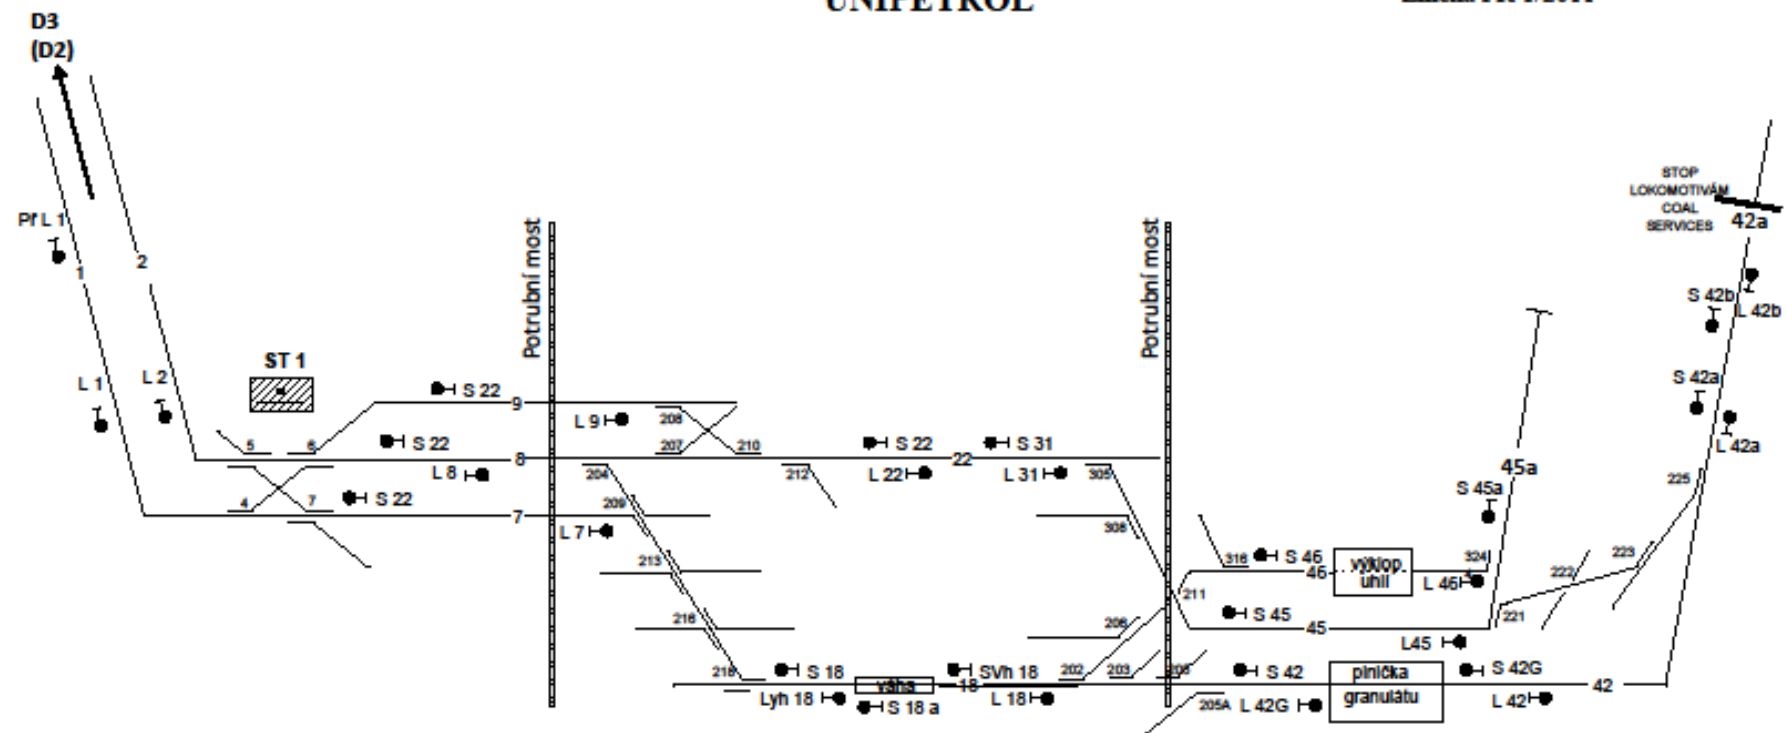 UNIPETROL
D3
(D2)
Př L 1
1
2
L 1
L 2
ST 1
5
6
4
7
S 22
S 22
S 22
L 8
9
8
7
Potrubní most
L 9
L 7
208
207
210
204
209
213
216
218
212
S 22
L 22
22
S 31
L 31
305
308
Potrubní most
S 18
váha
SVh 18
18
Lyh 18
S 18 a
L 18
206
202
203
211
316
S 46
46
výklop
uhlí
L 46
324
S 45
45
L45
S 45a
45a
S 42
plnička
granulátu
S 42G
205A
L 42G
L 42
42
221
222
223
225
STOP
LOKOMOTIVÁM
COAL
SERVICES
42a
S 42b
L 42b
S 42a
L 42a